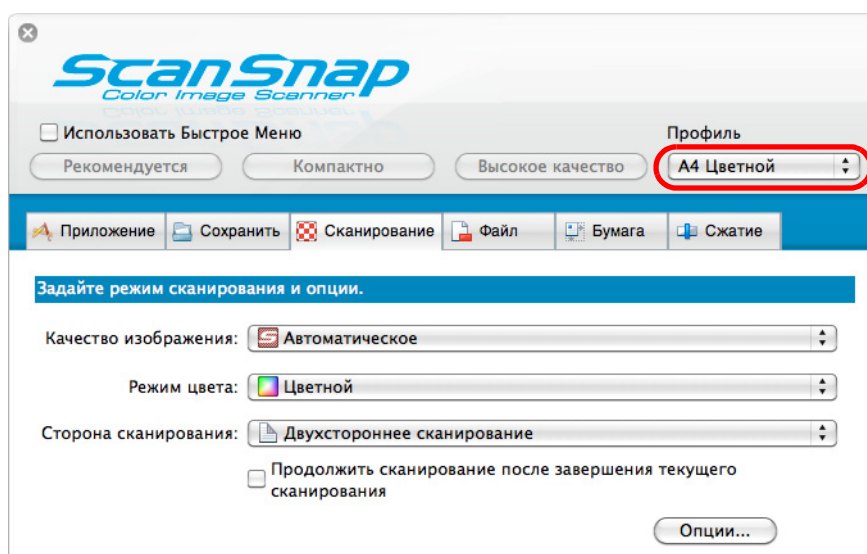 ScanSnap
Color Image Scanner
Использовать Быстрое Меню
Профиль
Рекомендуется Компактно Высокое качество А4 Цветной
Приложение Сохранить Сканирование Файл Бумага Сжатие
Задайте режим сканирования и опции.
Качество изображения: Автоматическое
Режим цвета: Цветной
Сторона сканирования: Двухстороннее сканирование
Продолжить сканирование после завершения текущего
сканирования
Опции...